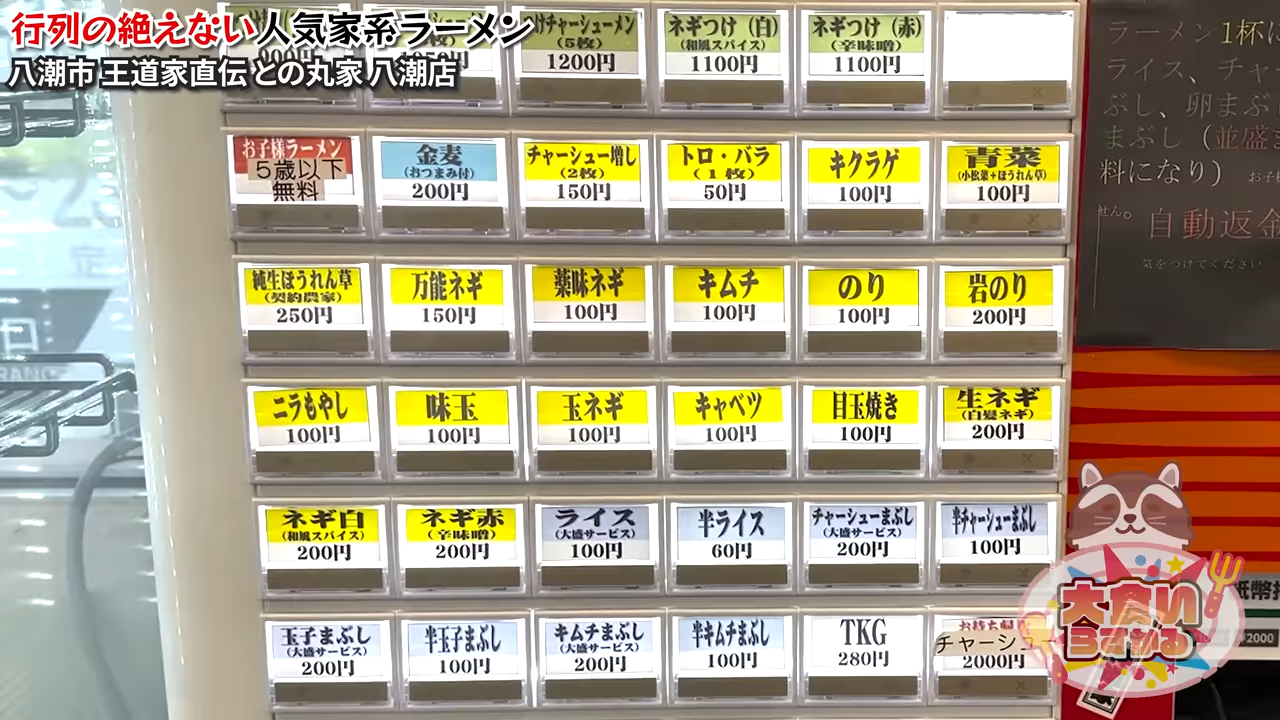 行列の絶えない人気家系ラーメン
八潮市 王道家直伝 との丸家 八潮店
チャーシューメン
(5枚)
1200円
ネギつけ(白)
(和風スパイス)
1100円
ネギつけ(赤)
(辛味噌)
1100円
お子様ラーメン
5歳以下
無料
金麦
(おつまみ付)
200円
チャーシュー増し
(2枚)
150円
トロ・バラ
(1枚)
50円
キクラゲ
100円
青菜
(小松菜+ほうれん草)
100円
純生ほうれん草
(契約農家)
250円
万能ネギ
150円
薬味ネギ
100円
キムチ
100円
のり
100円
岩のり
200円
ニラもやし
100円
味玉
100円
玉ネギ
100円
キャベツ
100円
目玉焼き
100円
生ネギ
(白髪ネギ)
200円
ネギ白
(和風スパイス)
200円
ネギ赤
(辛味噌)
200円
ライス
(大盛サービス)
100円
半ライス
60円
チャーシューまぶし
(大盛サービス)
200円
半チャーシューまぶし
100円
玉子まぶし
(大盛サービス)
200円
半玉子まぶし
100円
キムチまぶし
(大盛サービス)
200円
半キムチまぶし
100円
TKG
280円
チャーシュ
2000円
ラーメン1杯に
ライス、チャー
ぶし、卵まぶ
まぶし(並盛
料になり)
せん。
自動返金
気をつけてください
大食い
らすかる